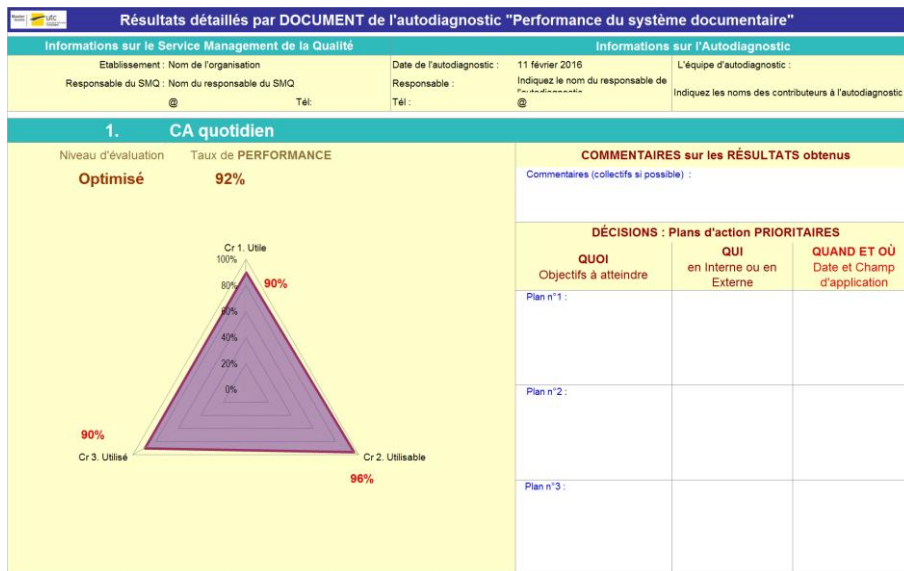 utc
Résultats détaillés par DOCUMENT de l'autodiagnostic "Performance du système documentaire"
Informations sur le Service Management de la Qualité
Informations sur l'Autodiagnostic
Etablissement : Nom de l'organisation
Date de l'autodiagnostic : 11 février 2016
L'équipe d'autodiagnostic :
Responsable du SMQ : Nom du responsable du SMQ
Responsable : Indiquez le nom du responsable de
l'autodiagnostic
Indiquez les noms des contributeurs à l'autodiagnostic
@ Tél:
Tél : @
1. CA quotidien
Niveau d'évaluation Taux de PERFORMANCE
Optimisé 92%
COMMENTAIRES sur les RÉSULTATS obtenus
Commentaires (collectifs si possible) :
DÉCISIONS : Plans d'action PRIORITAIRES
QUOI
Objectifs à atteindre
QUI
en Interne ou en
Externe
QUAND ET OÙ
Date et Champ
d'application
Plan n°1 :
Plan n°2 :
Plan n°3 :
Cr 1. Utile
100%
90%
80%
60%
40%
20%
0%
90%
Cr 3. Utilisé
Cr 2. Utilisable
96%